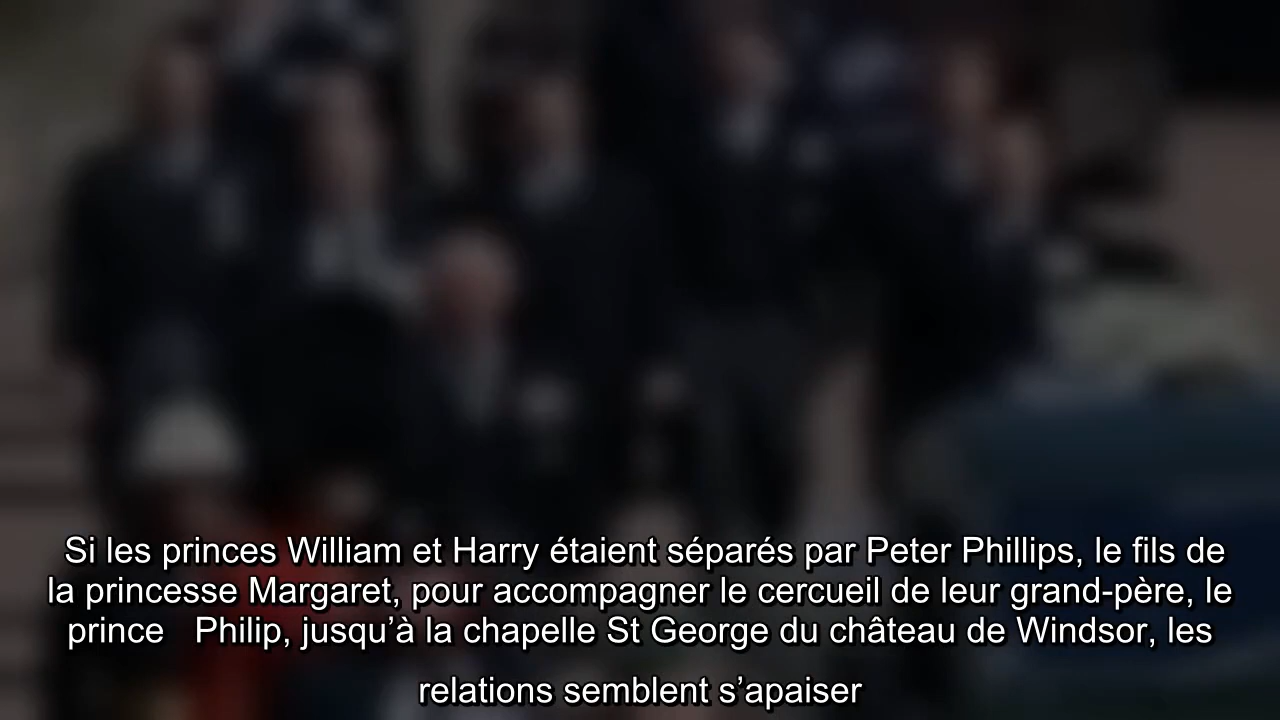 Si les princes William et Harry étaient séparés par Peter Phillips, le fils de
la princesse Margaret, pour accompagner le cercueil de leur grand-père, le
prince   Philip, jusqu’à la chapelle St George du château de Windsor, les
relations semblent s’apaiser